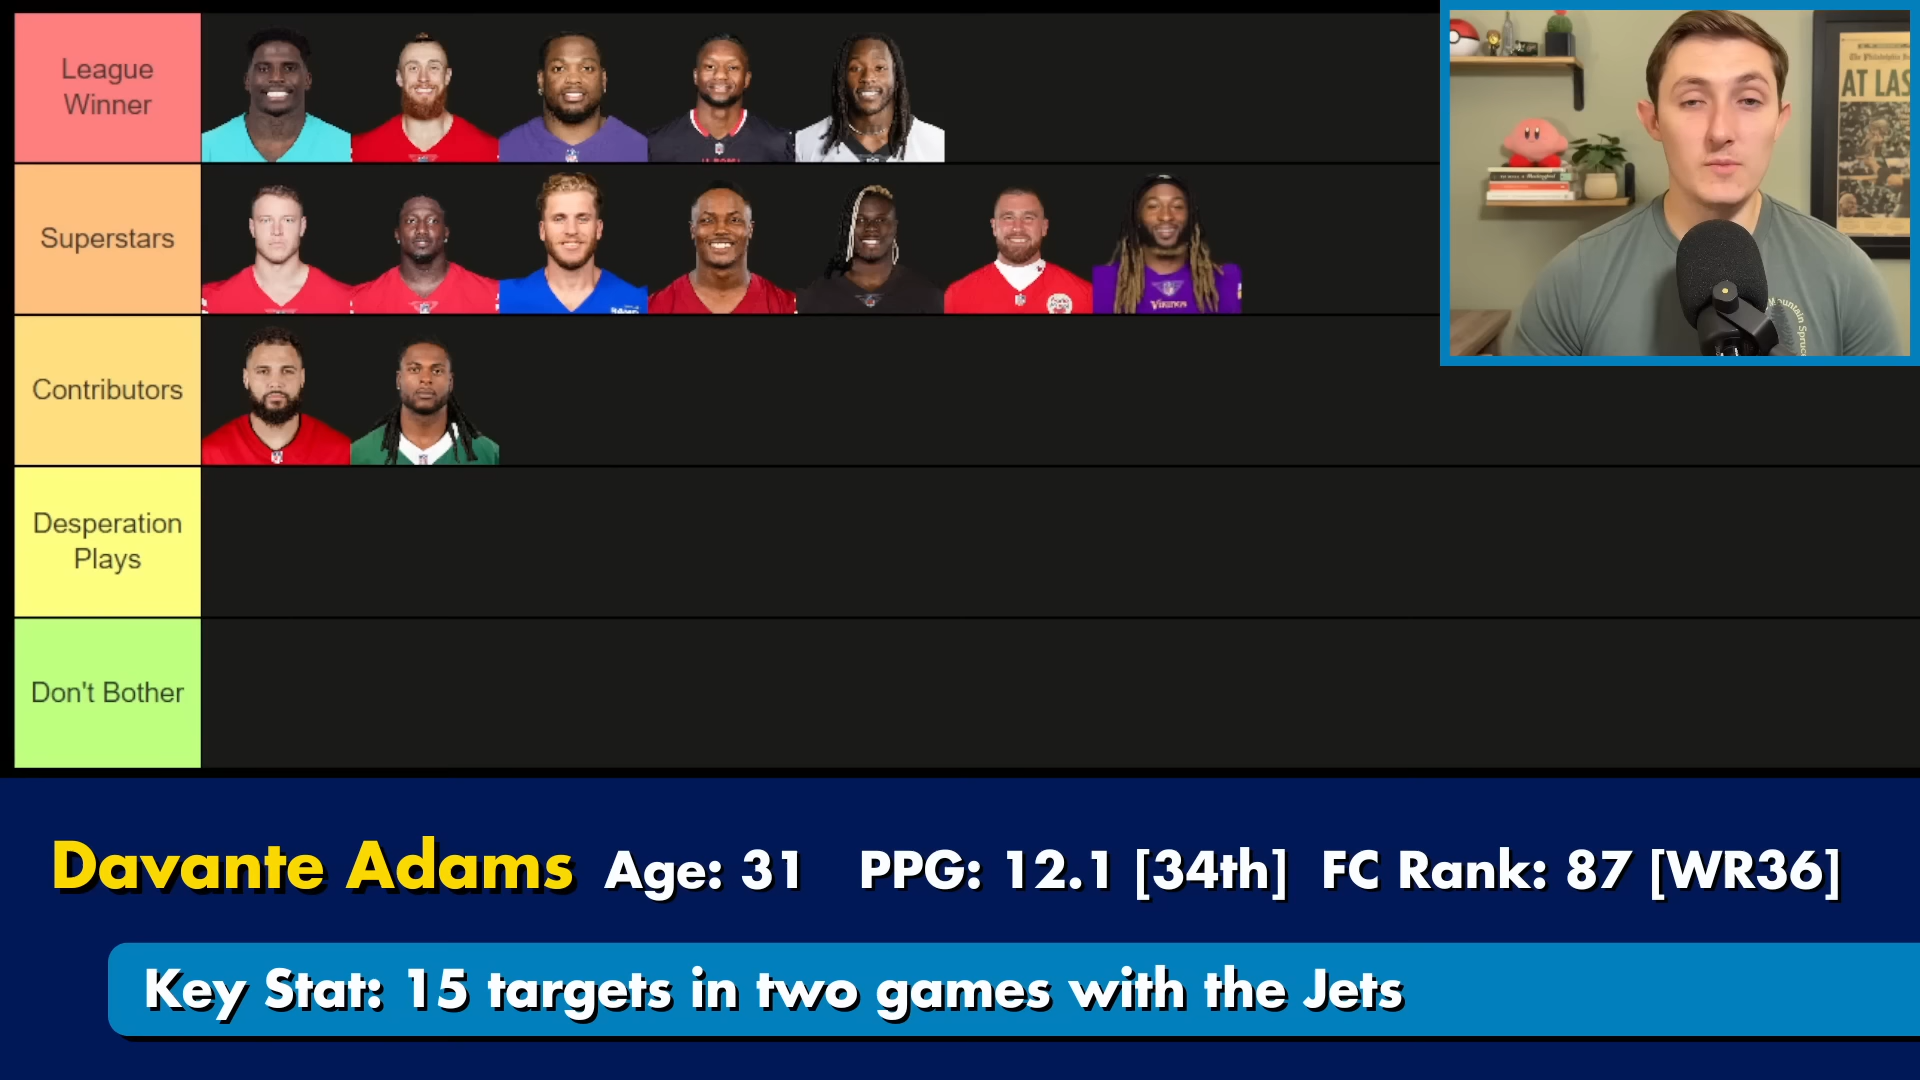 League
Winner
Superstars
Contributors
Desperation
Plays
Don't Bother
VIKINGS
AT LAS
Davante Adams Age: 31 PPG: 12.1 [34th] FC Rank: 87 [WR36]
Key Stat: 15 targets in two games with the Jets